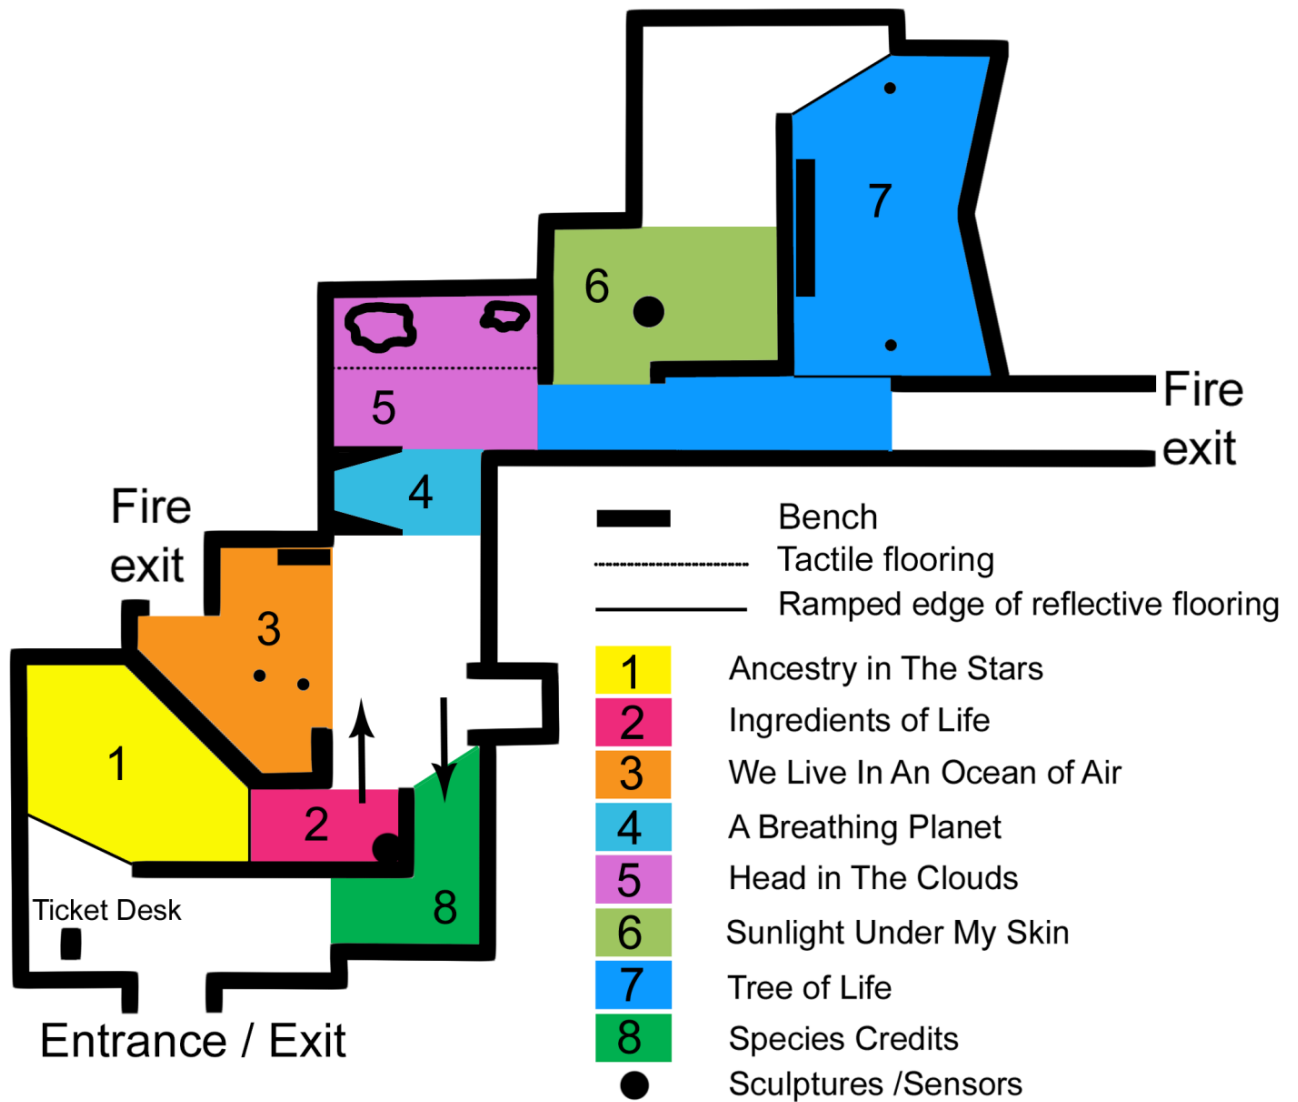 7
6
5
Fire
exit
4
Fire
exit
Bench
Tactile flooring
Ramped edge of reflective flooring
3
1
2
8
Ticket Desk
Entrance / Exit
1 Ancestry in The Stars
2 Ingredients of Life
3 We Live In An Ocean of Air
4 A Breathing Planet
5 Head in The Clouds
6 Sunlight Under My Skin
7 Tree of Life
8 Species Credits
Sculptures /Sensors